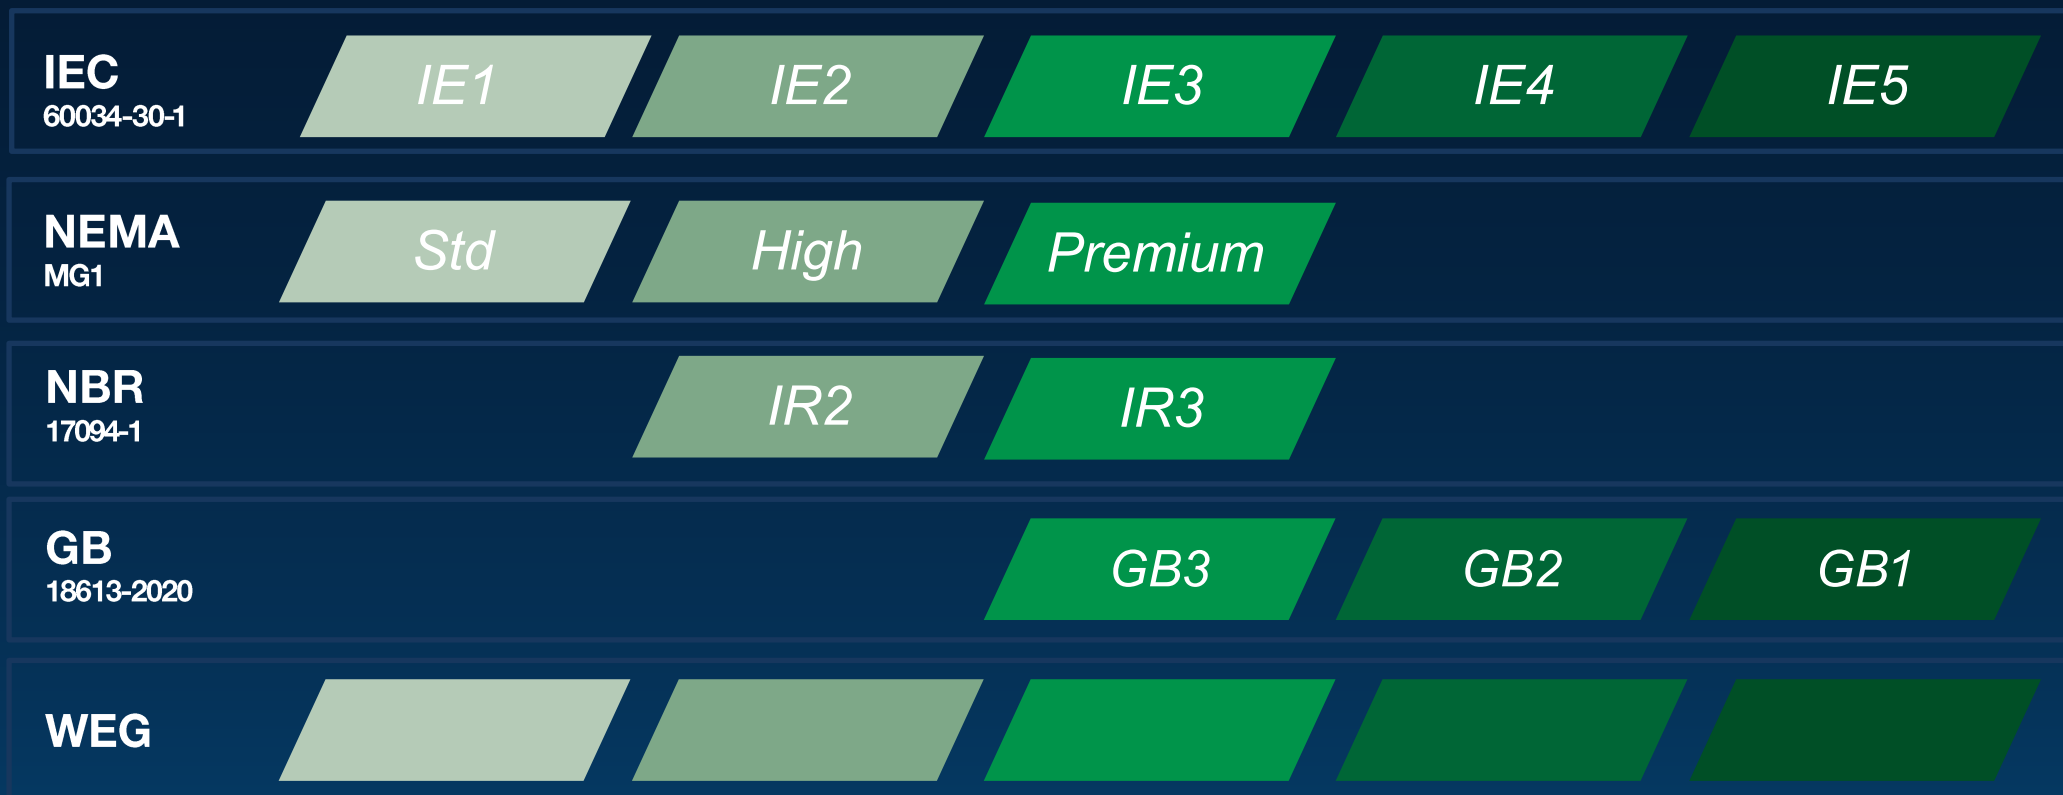 IEC
60034-30-1
IE1 IE2 IE3 IE4 IE5
NEMA
MG1
Std High Premium
NBR
17094-1
IR2 IR3
GB
18613-2020
GB3 GB2 GB1
WEG